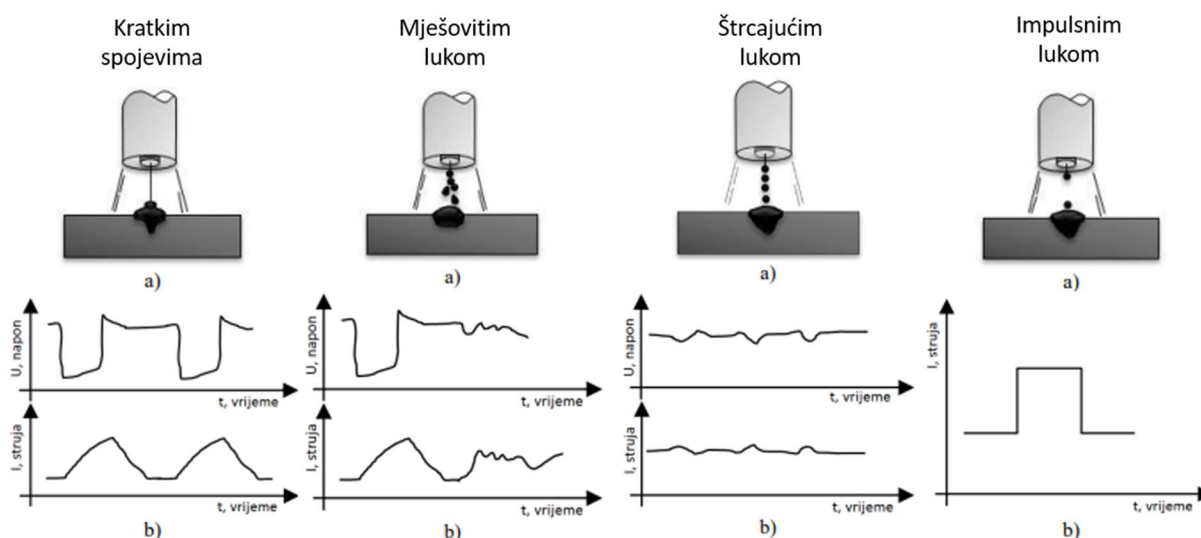 Kratkim
spojevima
Mješovitim
lukom
Štrcajućim
lukom
Impulsnim
lukom
a)
a)
a)
a)
U, napon
t, vrijeme
I, struja
t, vrijeme
b)
U, napon
t, vrijeme
I, struja
t, vrijeme
b)
U, napon
t, vrijeme
I, struja
t, vrijeme
b)
I, struja
t, vrijeme
b)